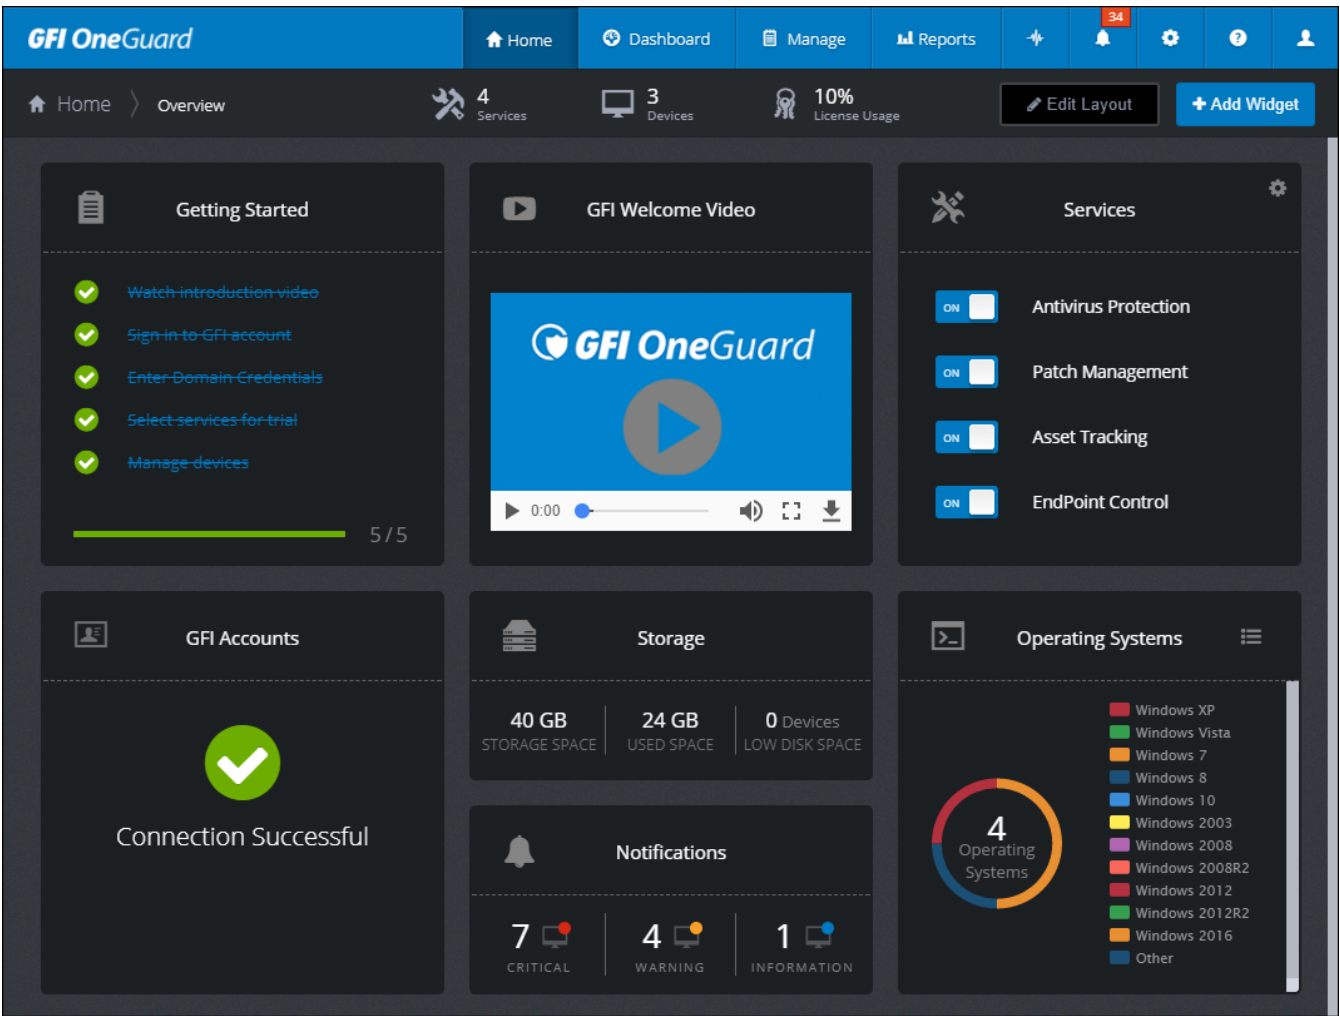 GFI OneGuard
Home
Dashboard
Manage
Reports
34
Home
Overview
4
Services
3
Devices
10%
License Usage
Edit Layout
+ Add Widget
Getting Started
Watch introduction video
Sign in to GFI account
Enter Domain Credentials
Select services for trial
Manage devices
5 / 5
GFI Welcome Video
GFI OneGuard
0:00
Services
ON Antivirus Protection
ON Patch Management
ON Asset Tracking
ON EndPoint Control
GFI Accounts
Connection Successful
Storage
40 GB
STORAGE SPACE
24 GB
USED SPACE
0 Devices
LOW DISK SPACE
Notifications
7
CRITICAL
4
WARNING
1
INFORMATION
Operating Systems
4
Operating
Systems
Windows XP
Windows Vista
Windows 7
Windows 8
Windows 10
Windows 2003
Windows 2008
Windows 2008R2
Windows 2012
Windows 2012R2
Windows 2016
Other